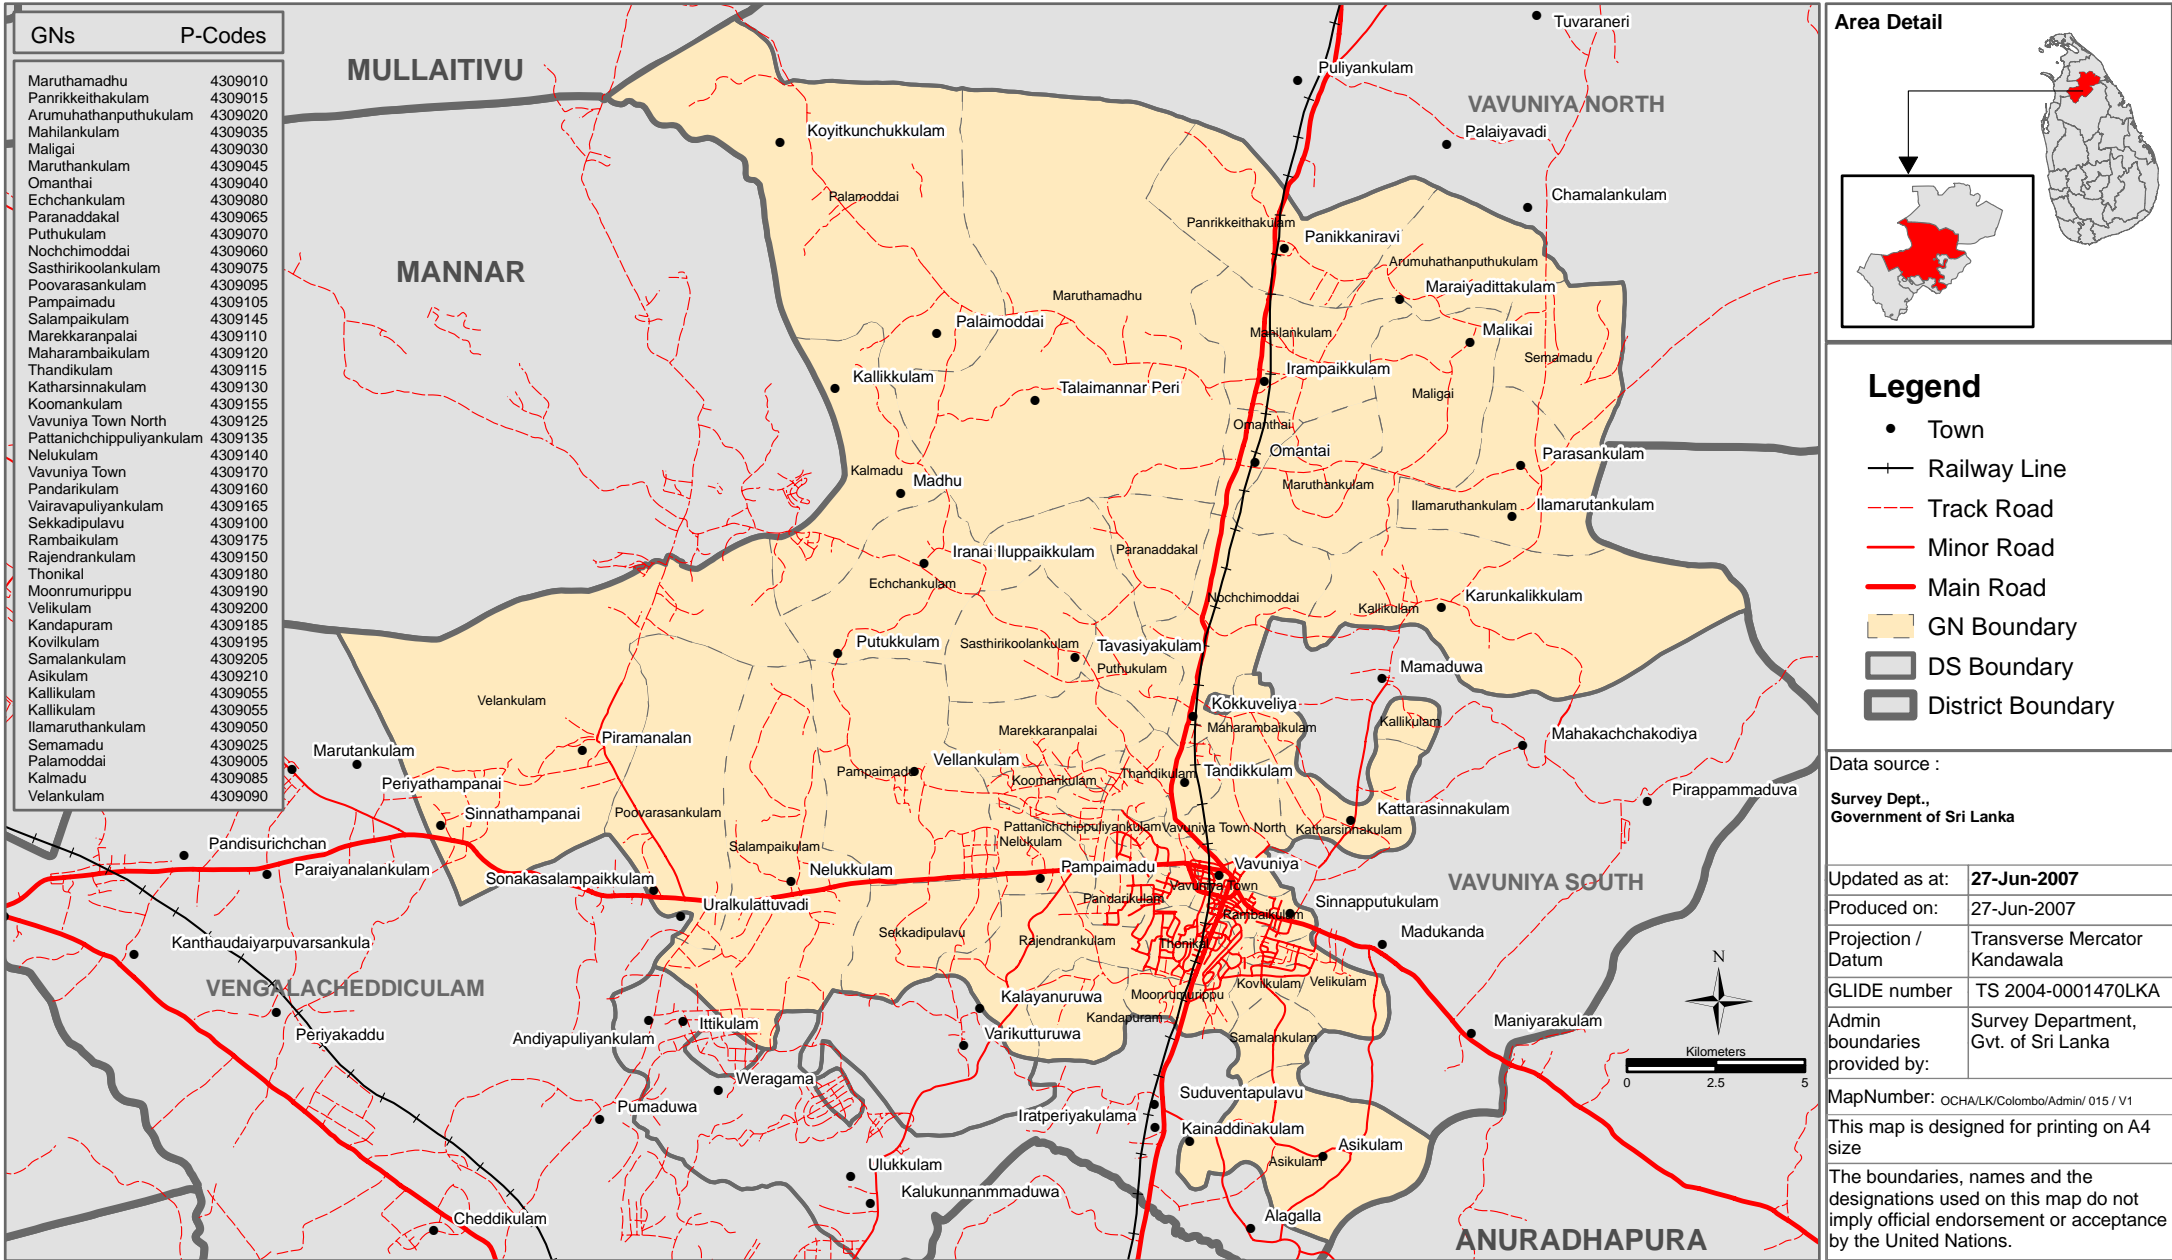 GNs P-Codes
Maruthamadhu 4309010
Panrikkeithakulam 4309015
Arumuhathanputhukulam 4309020
Mahilankulam 4309035
Maligai 4309030
Maruthankulam 4309045
Omanthai 4309040
Echchankulam 4309080
Paranaddakal 4309065
Puthukulam 4309070
Nochchimoddai 4309060
Sasthirikoolankulam 4309075
Poovarasankulam 4309095
Pampaimadu 4309105
Salampaikulam 4309145
Marekkaranpalai 4309110
Maharambaikulam 4309120
Thandikulam 4309115
Katharsinnakulam 4309130
Koomankulam 4309155
Vavuniya Town North 4309125
Pattanichchippuliyankulam 4309135
Nelukulam 4309140
Vavuniya Town 4309170
Pandarikulam 4309160
Vairavapuliyankulam 4309165
Sekkadipulavu 4309100
Rambaikulam 4309175
Rajendrankulam 4309150
Thonikal 4309180
Moonrumurippu 4309190
Velikulam 4309200
Kandapuram 4309185
Kovilkulam 4309195
Samalankulam 4309205
Asikulam 4309210
Kallikulam 4309055
Kallikulam 4309055
Ilamaruthankulam 4309050
Semamadu 4309025
Palamoddai 4309005
Kalmadu 4309085
Velankulam 4309090
MULLAITIVU
MANNAR
VAVUNIYA NORTH
VAVUNIYA SOUTH
VENGALACHEDDICULAM
ANURADHAPURA
Tuvaraneri
Puliyankulam
Palaiyavadi
Chamalankulam
Koyitkunchukkulam
Palamoddai
Panrikkeithakulam
Panikkaniravi
Arumuhathanputhukulam
Maraiyadittakulam
Maruthamadhu
Palaimoddai
Mahilankulam
Malikai
Semamadu
Kallikkulam
Talaimannar Peri
Irampaikkulam
Maligai
Omanthai
Omantai
Parasankulam
Kalmadu
Madhu
Maruthankulam
Ilamaruthankulam
Ilamarutankulam
Iranai Iluppaikkulam
Paranaddakal
Echchankulam
Nochchimoddai
Kallikulam
Karunkalikkulam
Putukkulam
Sasthirikoolankulam
Tavasiyakulam
Puthukulam
Mamaduwa
Velankulam
Kokkuveliya
Maharambaikulam
Kallikulam
Mahakachchakodiya
Marekkaranpalai
Marutankulam
Piramanalan
Periyathampanai
Pampaimadu
Vellankulam
Koomankulam
Thandikulam
Tandikkulam
Pirappammaduva
Sinnathampanai
Poovarasankulam
Kattarasinnakulam
Pattanichchippuliyankulam
Vavuniya Town North
Katharsinnakulam
Pandisurichchan
Salampaikulam
Nelukulam
Paraiyanalankulam
Sonakasalampaikkulam
Nelukkulam
Pampaimadu
Vavuniya
Vavuniya Town
Pandarikulam
Uralkulattuvadi
Rambaikulam
Sinnapputukulam
Madukanda
Sekkadipulavu
Rajendrankulam
Thonikal
Kanthaudaiyarpuvarsankula
Kovilkulam
Velikulam
Moonrumurippu
Kalayanuruwa
Kandapuram
Periyakaddu
Andiyapuliyankulam
Ittikulam
Varikutturuwa
Samalankulam
Maniyarakulam
Weragama
Pumaduwa
Suduventapulavu
Iratperiyakulama
Kainaddinakulam
Asikulam
Asikulam
Ulukkulam
Kalukunnanmmaduwa
Cheddikulam
Alagalla
N
Kilometers
0 2.5 5
Area Detail
Legend
Town
Railway Line
Track Road
Minor Road
Main Road
GN Boundary
DS Boundary
District Boundary
Data source :
Survey Dept.,
Government of Sri Lanka
Updated as at: 27-Jun-2007
Produced on: 27-Jun-2007
Projection / Datum Transverse Mercator Kandawala
GLIDE number TS 2004-0001470LKA
Admin boundaries provided by: Survey Department, Gvt. of Sri Lanka
MapNumber: OCHA/LK/Colombo/Admin/ 015 / V1
This map is designed for printing on A4
size
The boundaries, names and the
designations used on this map do not
imply official endorsement or acceptance
by the United Nations.